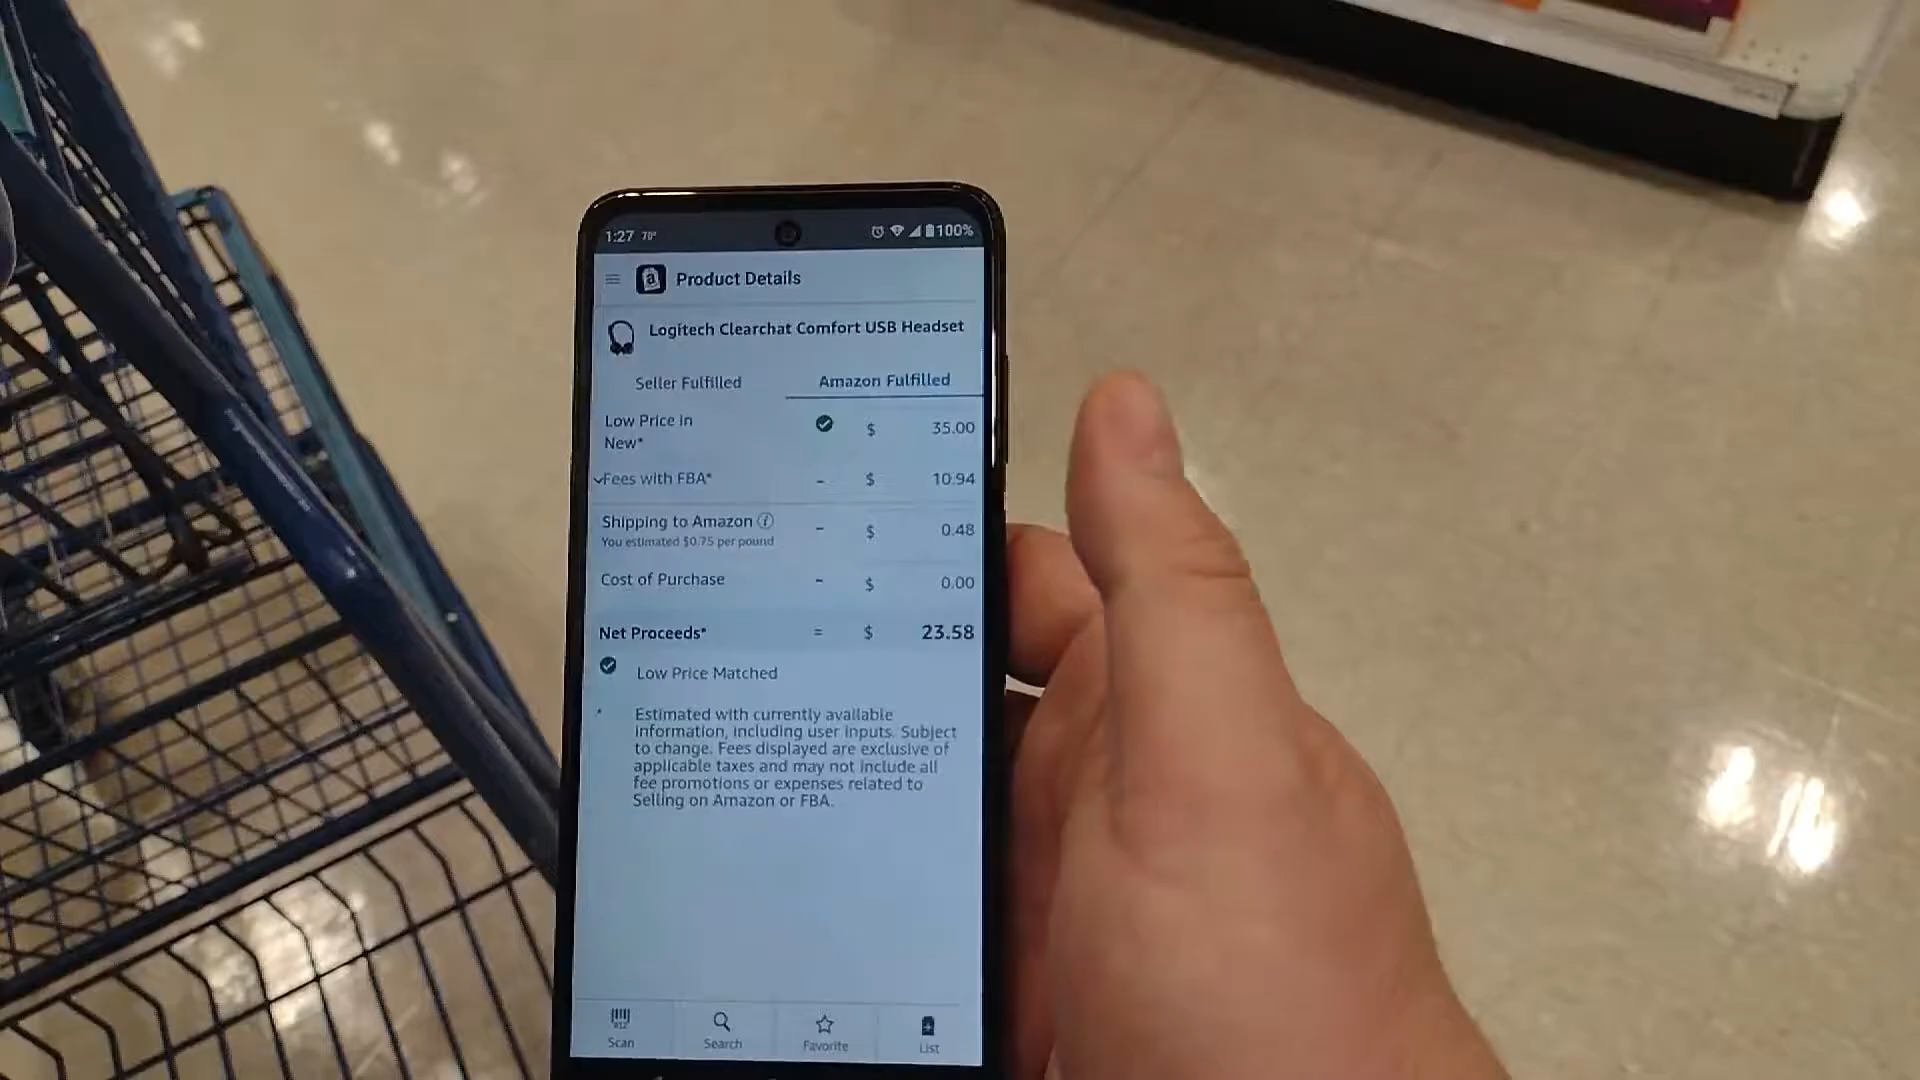 1:27 70° 100%
Product Details
Logitech Clearchat Comfort USB Headset
Seller Fulfilled Amazon Fulfilled
Low Price in
New* $ 35.00
Fees with FBA* - $ 10.94
Shipping to Amazon - $ 0.48
You estimated $0.75 per pound
Cost of Purchase - $ 0.00
Net Proceeds* = $ 23.58
Low Price Matched
* Estimated with currently available
information, including user inputs. Subject
to change. Fees displayed are exclusive of
applicable taxes and may not include all
fee promotions or expenses related to
Selling on Amazon or FBA.
Scan Search Favorite List